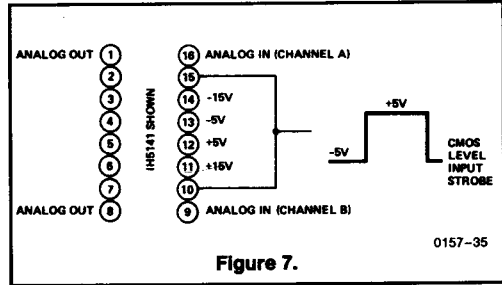 ANALOG OUT 1
2
3
4
5
6
7
ANALOG OUT 8
IH5141 SHOWN
16 ANALOG IN (CHANNEL A)
15
14 -15V
13 -5V
12 +5V
11 +15V
10
9 ANALOG IN (CHANNEL B)
+5V
-5V
CMOS
LEVEL
INPUT
STROBE
0157-35
Figure 7.